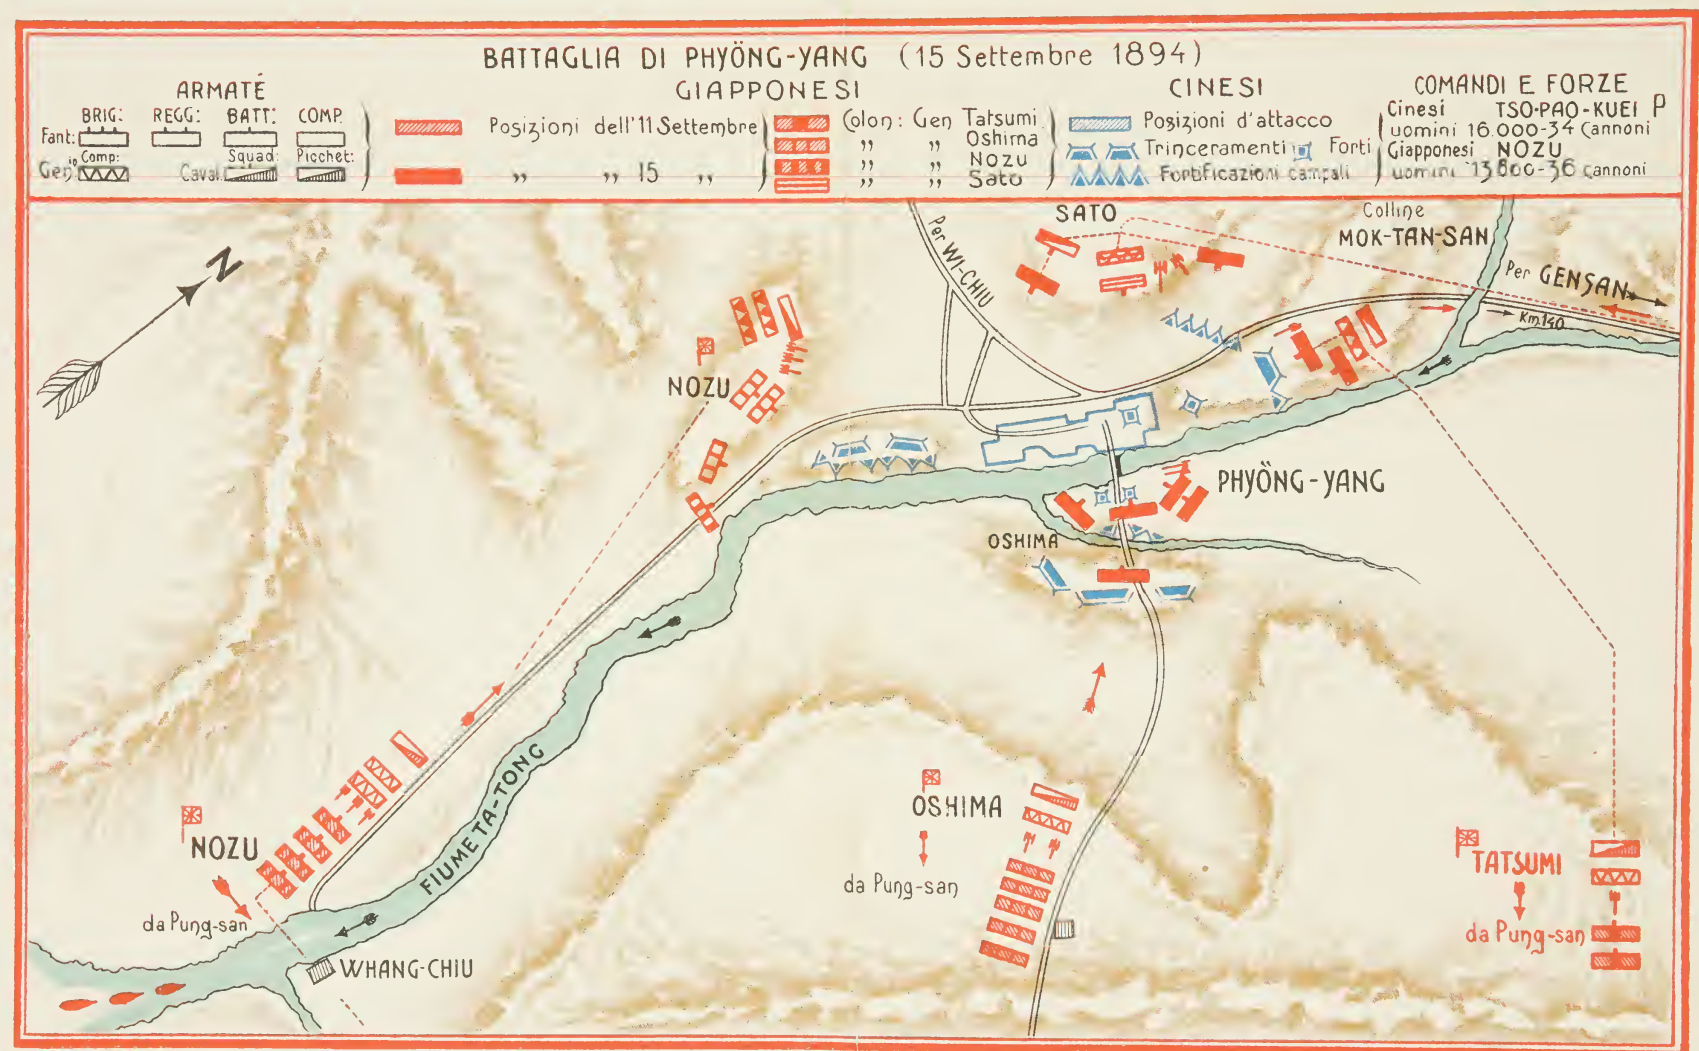 BATTAGLIA DI PHYÖNG-YANG (15 Settembre 1894)
ARMATÉ
BRIG: REGG: BATT: COMP.
Fant:
Comp: Squad: Picchet:
Gen: Caval:
GIAPPONESI
Posizioni dell'11 Settembre
,, ,, 15 ,,
Colon: Gen Tatsumi
,, ,, Oshima
,, ,, NOZU
,, ,, Sato
CINESI
Posizioni d'attacco
Trinceramenti Forti
Fortificazioni campali
COMANDI E FORZE
Cinesi TSO-PAO-KUEI P
uomini 16.000-34 Cannoni
Giapponesi NOZU
uomini 13800-36 Cannoni
N
Per WI-CHIU
SATO
Colline
MOK-TAN-SAN
Per GENSAN
Km.140
NOZU
PHYÖNG-YANG
OSHIMA
FIUME TA-TONG
NOZU
da Pung-san
WHANG-CHIU
OSHIMA
da Pung-san
TATSUMI
da Pung-san